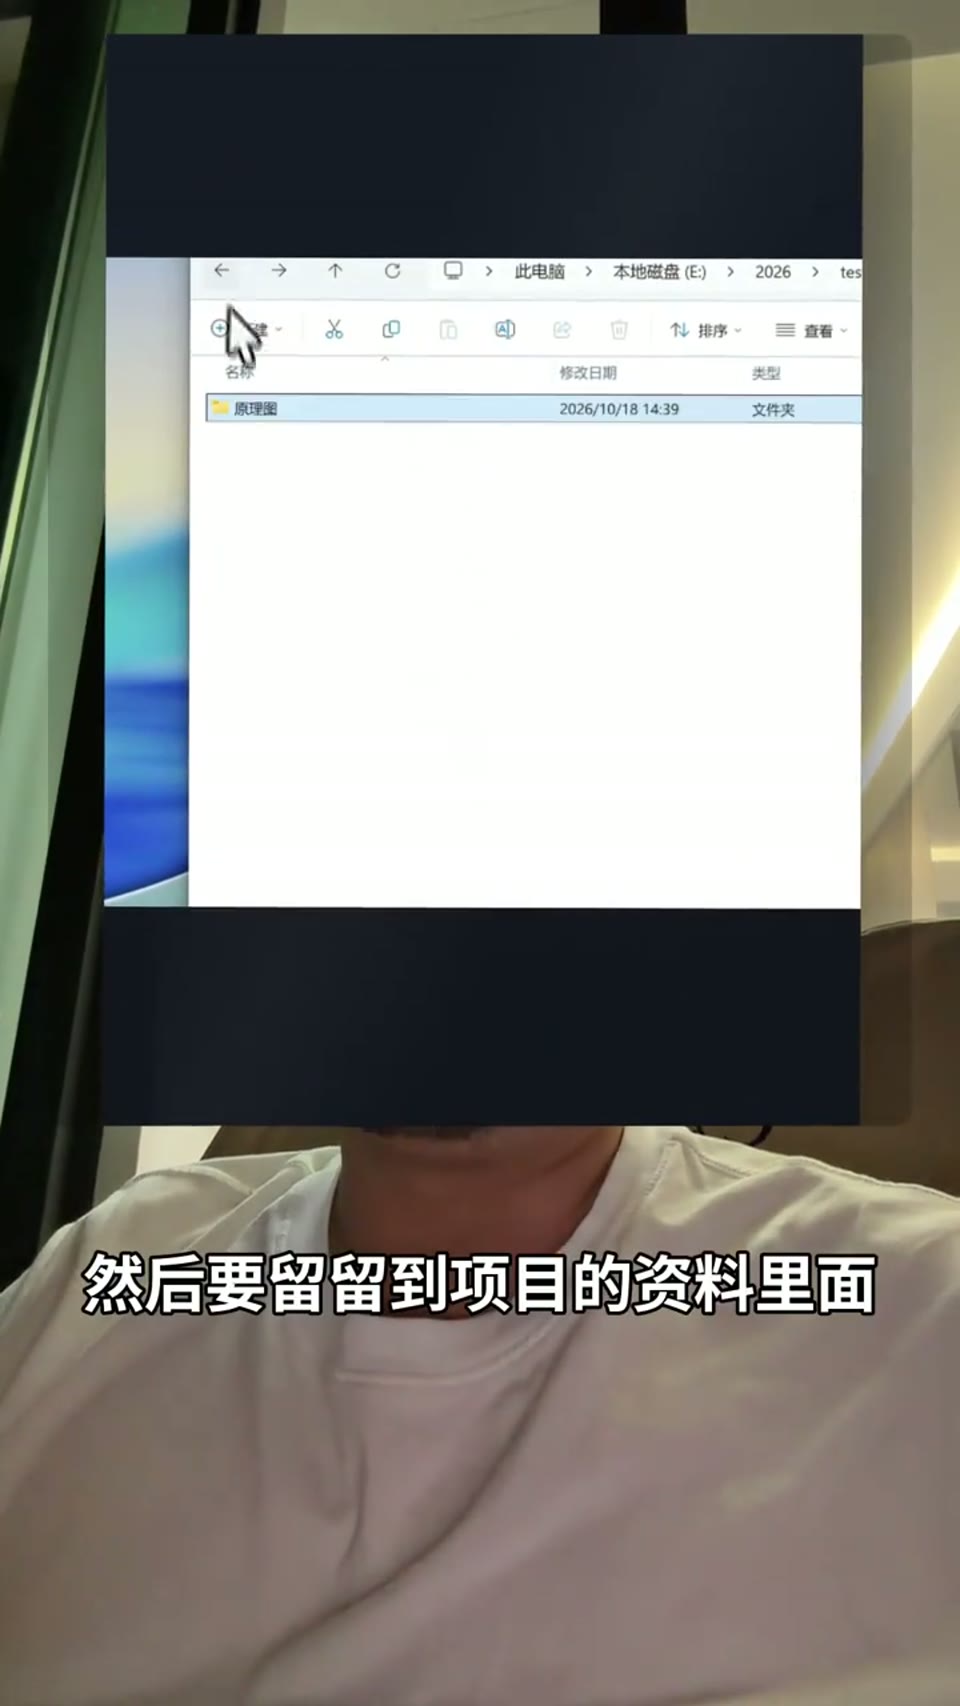 此电脑 > 本地磁盘 (E:) > 2026 > tes
建 排序 查看
名称 修改日期 类型
原理图 2026/10/18 14:39 文件夹
然后要留留到项目的资料里面